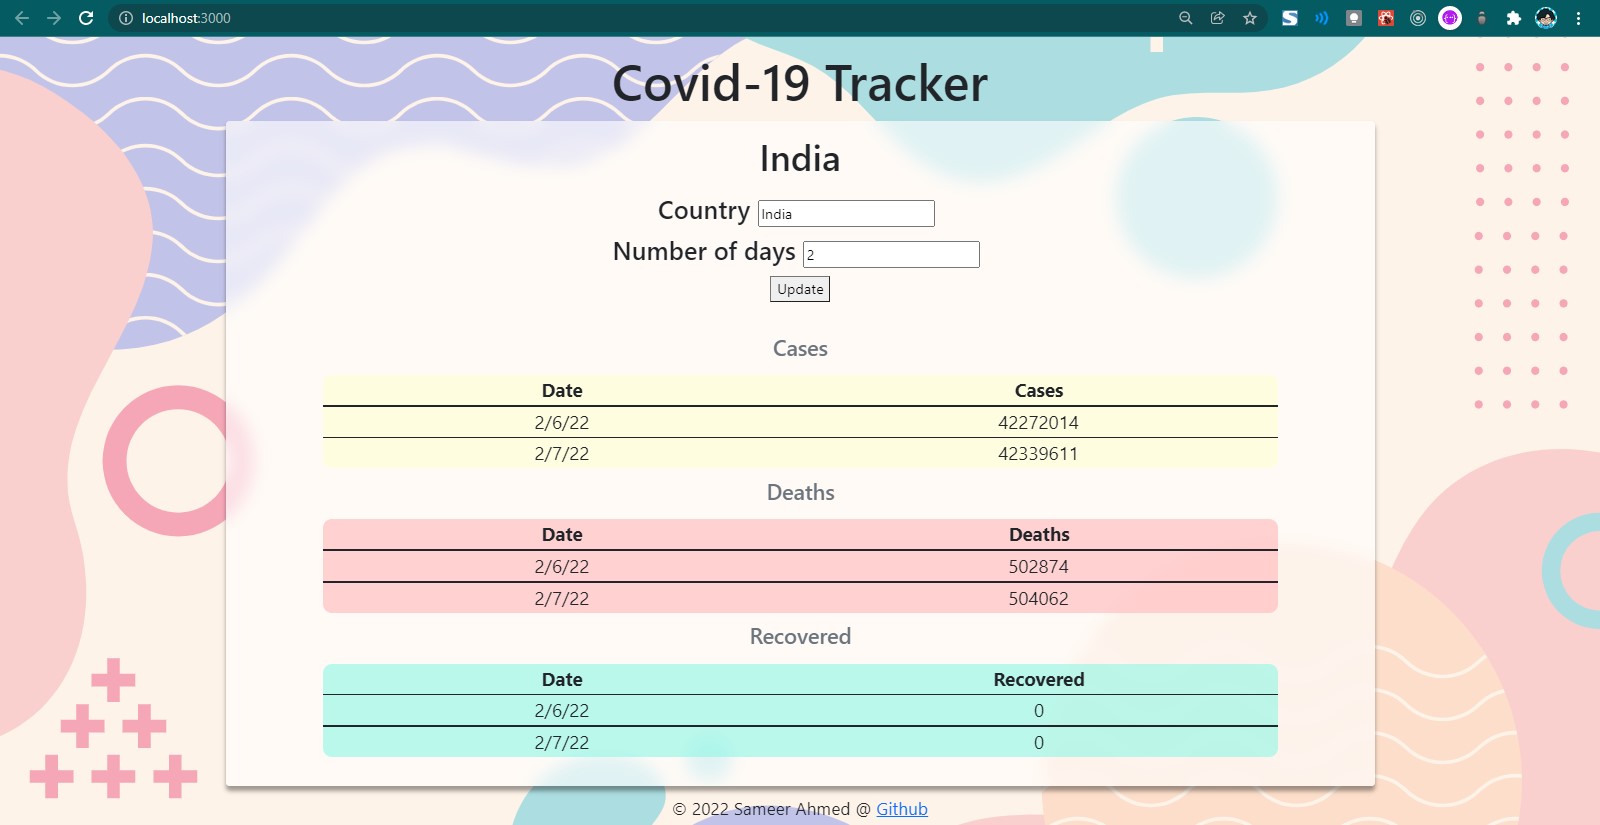 localhost:3000
Covid-19 Tracker
India
Country India
Number of days 2
Update
Cases
Date Cases
2/6/22 42272014
2/7/22 42339611
Deaths
Date Deaths
2/6/22 502874
2/7/22 504062
Recovered
Date Recovered
2/6/22 0
2/7/22 0
© 2022 Sameer Ahmed @ Github